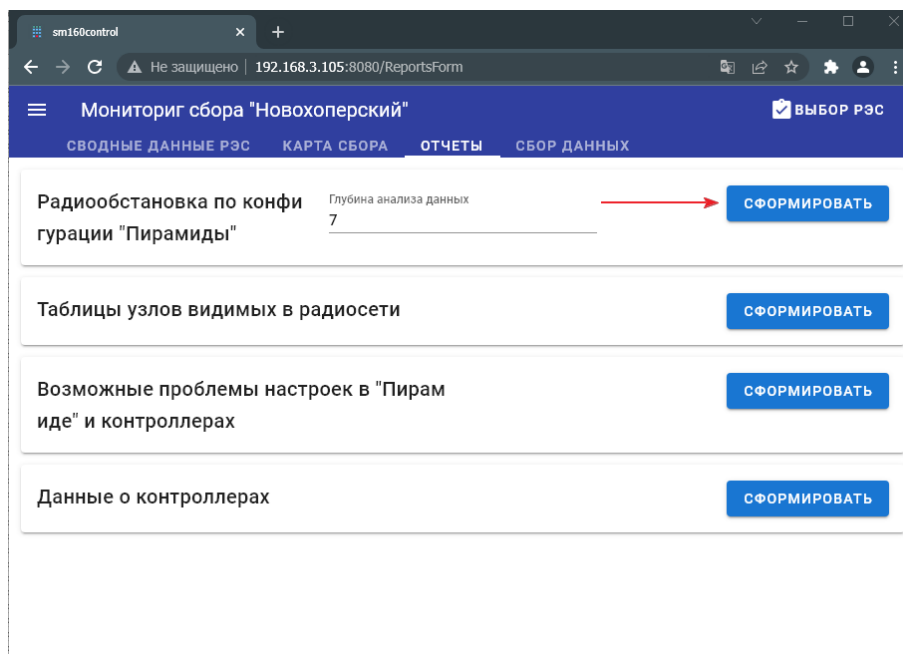 sm160control
Не защищено 192.168.3.105:8080/ReportsForm
Мониториг сбора "Новохоперский"
ВЫБОР РЭС
СВОДНЫЕ ДАННЫЕ РЭС КАРТА СБОРА ОТЧЕТЫ СБОР ДАННЫХ
Радиообстановка по конфи
гурации "Пирамиды"
Глубина анализа данных
7
СФОРМИРОВАТЬ
Таблицы узлов видимых в радиосети
СФОРМИРОВАТЬ
Возможные проблемы настроек в "Пирам
иде" и контроллерах
СФОРМИРОВАТЬ
Данные о контроллерах
СФОРМИРОВАТЬ